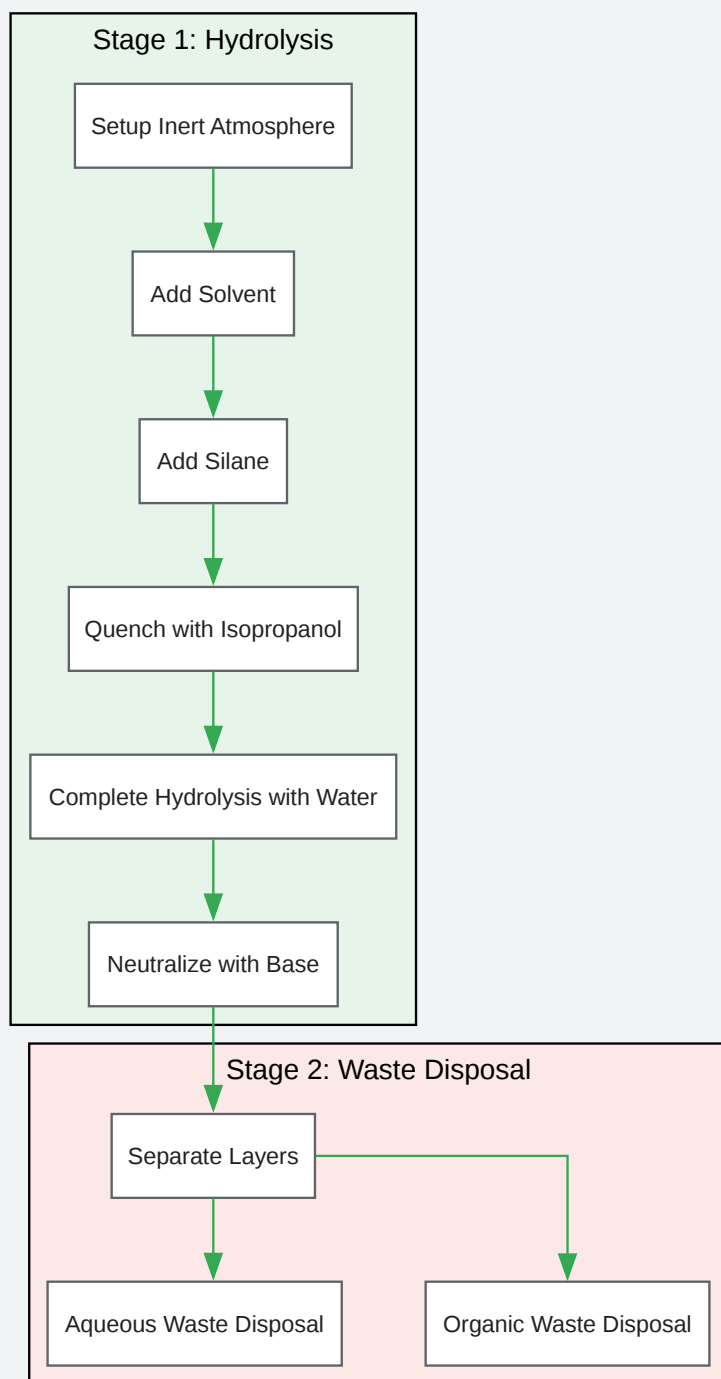 Stage 1: Hydrolysis
Setup Inert Atmosphere
Add Solvent
Add Silane
Quench with Isopropanol
Complete Hydrolysis with Water
Neutralize with Base
Stage 2: Waste Disposal
Separate Layers
Aqueous Waste Disposal
Organic Waste Disposal